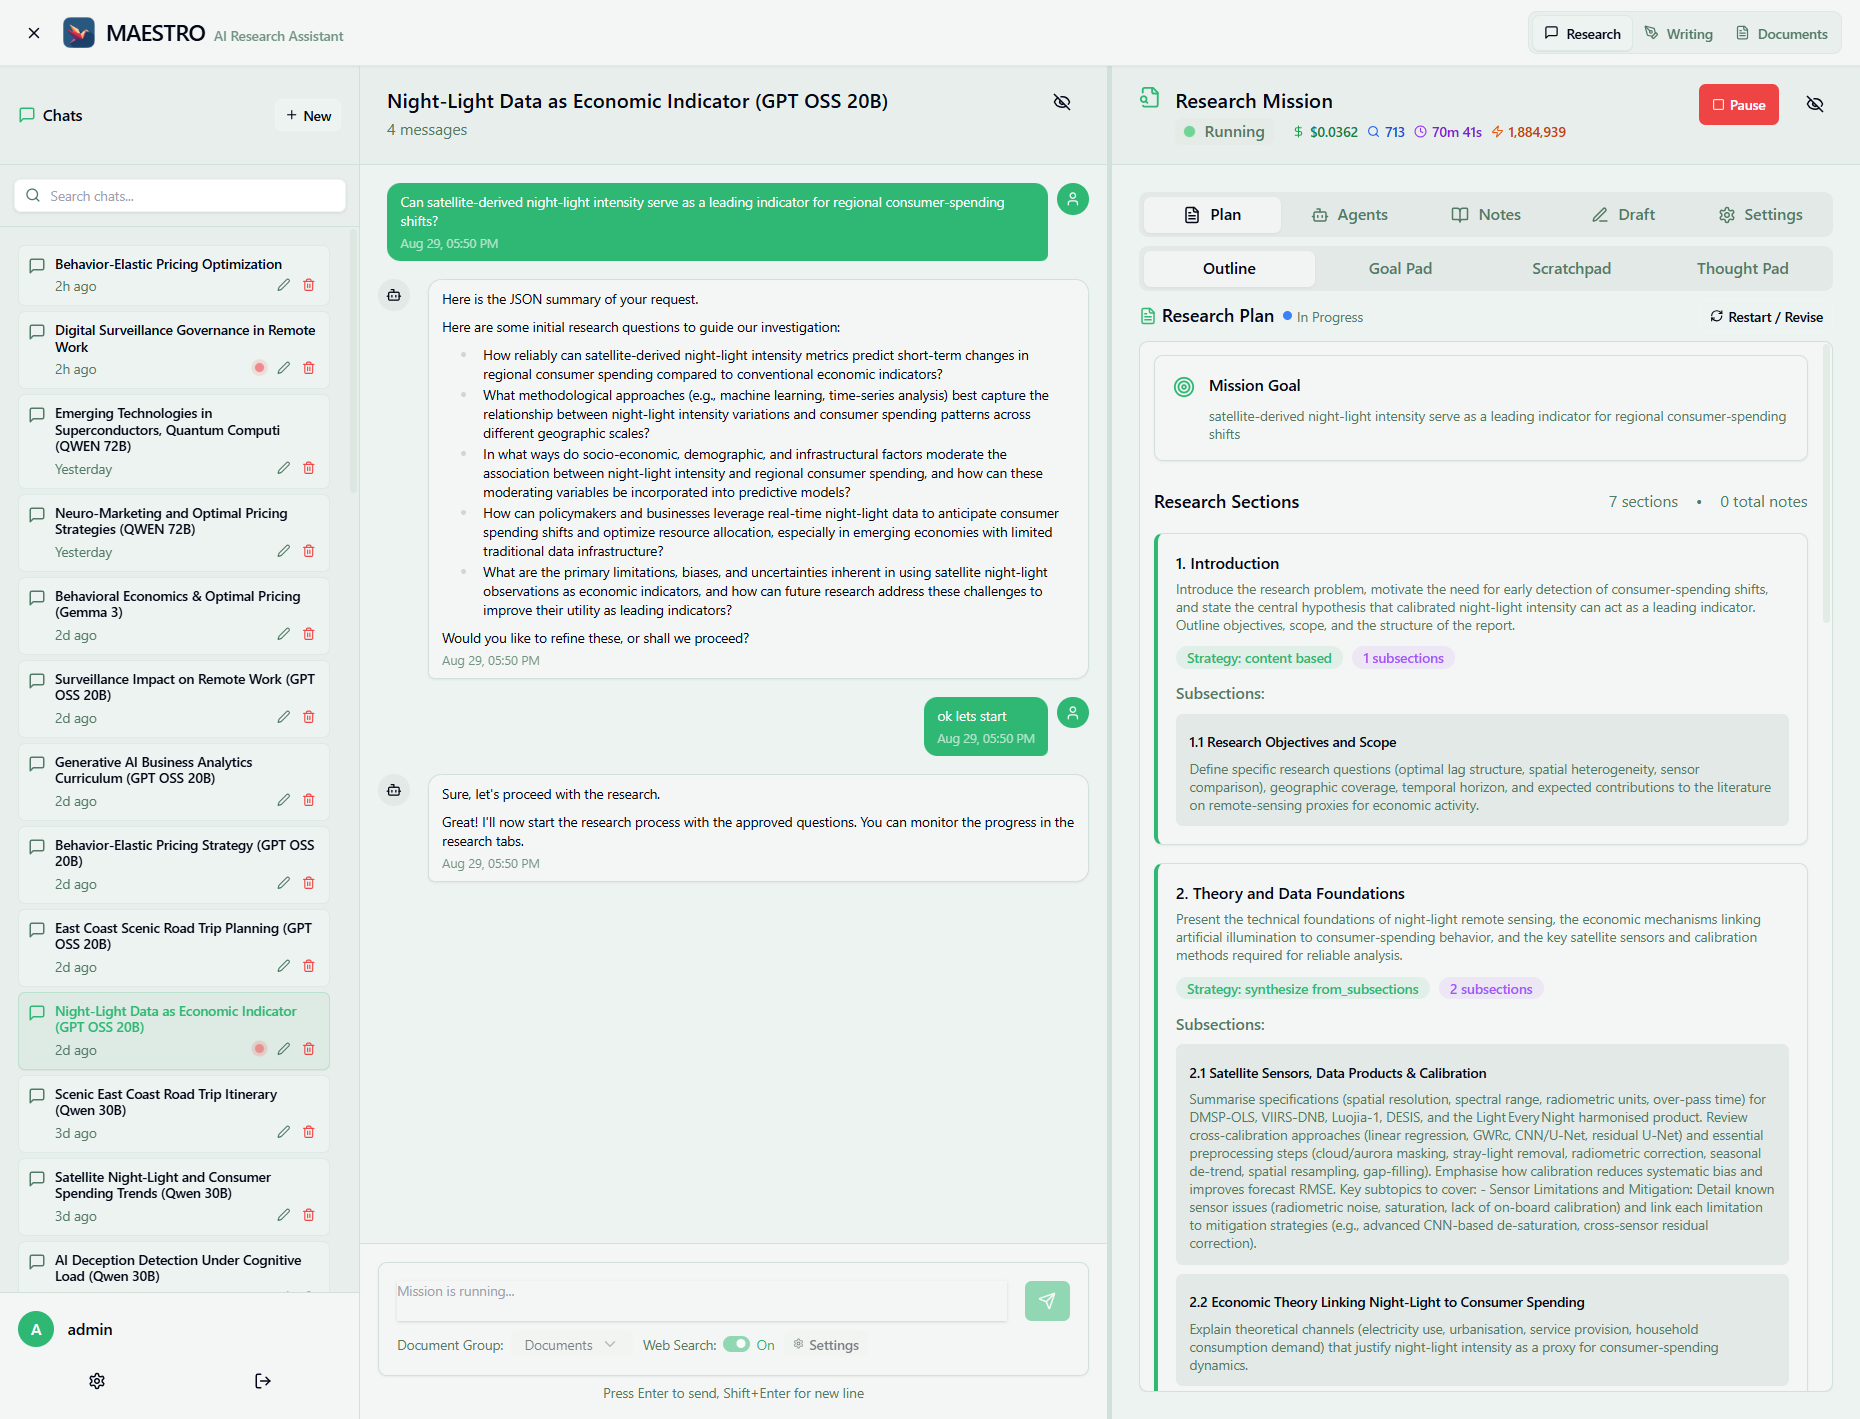 MAESTRO AI Research Assistant
Research
Writing
Documents
Chats
New
Search chats...
Behavior-Elastic Pricing Optimization
2h ago
Digital Surveillance Governance in Remote
Work
2h ago
Emerging Technologies in
Superconductors, Quantum Computi
(QWEN 72B)
Yesterday
Neuro-Marketing and Optimal Pricing
Strategies (QWEN 72B)
Yesterday
Behavioral Economics & Optimal Pricing
(Gemma 3)
2d ago
Surveillance Impact on Remote Work (GPT
OSS 20B)
2d ago
Generative AI Business Analytics
Curriculum (GPT OSS 20B)
2d ago
Behavior-Elastic Pricing Strategy (GPT OSS
20B)
2d ago
East Coast Scenic Road Trip Planning (GPT
OSS 20B)
2d ago
Night-Light Data as Economic Indicator
(GPT OSS 20B)
2d ago
Scenic East Coast Road Trip Itinerary
(Qwen 30B)
3d ago
Satellite Night-Light and Consumer
Spending Trends (Qwen 30B)
3d ago
AI Deception Detection Under Cognitive
Load (Qwen 30B)
A
admin
Night-Light Data as Economic Indicator (GPT OSS 20B)
4 messages
Can satellite-derived night-light intensity serve as a leading indicator for regional consumer-spending
shifts?
Aug 29, 05:50 PM
Here is the JSON summary of your request.
Here are some initial research questions to guide our investigation:
How reliably can satellite-derived night-light intensity metrics predict short-term changes in
regional consumer spending compared to conventional economic indicators?
What methodological approaches (e.g., machine learning, time-series analysis) best capture the
relationship between night-light intensity variations and consumer spending patterns across
different geographic scales?
In what ways do socio-economic, demographic, and infrastructural factors moderate the
association between night-light intensity and regional consumer spending, and how can these
moderating variables be incorporated into predictive models?
How can policymakers and businesses leverage real-time night-light data to anticipate consumer
spending shifts and optimize resource allocation, especially in emerging economies with limited
traditional data infrastructure?
What are the primary limitations, biases, and uncertainties inherent in using satellite night-light
observations as economic indicators, and how can future research address these challenges to
improve their utility as leading indicators?
Would you like to refine these, or shall we proceed?
Aug 29, 05:50 PM
ok lets start
Aug 29, 05:50 PM
Sure, let's proceed with the research.
Great! I'll now start the research process with the approved questions. You can monitor the progress in the
research tabs.
Aug 29, 05:50 PM
Mission is running...
Document Group: Documents Web Search: On Settings
Press Enter to send, Shift+Enter for new line
Research Mission
Running $ $0.0362 713 70m 41s 1,884,939
Pause
Plan Agents Notes Draft Settings
Outline Goal Pad Scratchpad Thought Pad
Research Plan In Progress Restart / Revise
Mission Goal
satellite-derived night-light intensity serve as a leading indicator for regional consumer-spending
shifts
Research Sections 7 sections • 0 total notes
1. Introduction
Introduce the research problem, motivate the need for early detection of consumer-spending shifts,
and state the central hypothesis that calibrated night-light intensity can act as a leading indicator.
Outline objectives, scope, and the structure of the report.
Strategy: content based 1 subsections
Subsections:
1.1 Research Objectives and Scope
Define specific research questions (optimal lag structure, spatial heterogeneity, sensor
comparison), geographic coverage, temporal horizon, and expected contributions to the literature
on remote-sensing proxies for economic activity.
2. Theory and Data Foundations
Present the technical foundations of night-light remote sensing, the economic mechanisms linking
artificial illumination to consumer-spending behavior, and the key satellite sensors and calibration
methods required for reliable analysis.
Strategy: synthesize from_subsections 2 subsections
Subsections:
2.1 Satellite Sensors, Data Products & Calibration
Summarise specifications (spatial resolution, spectral range, radiometric units, over-pass time) for
DMSP-OLS, VIIRS-DNB, Luojia-1, DESIS, and the Light Every Night harmonised product. Review
cross-calibration approaches (linear regression, GWRc, CNN/U-Net, residual U-Net) and essential
preprocessing steps (cloud/aurora masking, stray-light removal, radiometric correction, seasonal
de-trend, spatial resampling, gap-filling). Emphasise how calibration reduces systematic bias and
improves forecast RMSE. Key subtopics to cover: - Sensor Limitations and Mitigation: Detail known
sensor issues (radiometric noise, saturation, lack of on-board calibration) and link each limitation
to mitigation strategies (e.g., advanced CNN-based de-saturation, cross-sensor residual
correction).
2.2 Economic Theory Linking Night-Light to Consumer Spending
Explain theoretical channels (electricity use, urbanisation, service provision, household
consumption demand) that justify night-light intensity as a proxy for consumer-spending
dynamics.